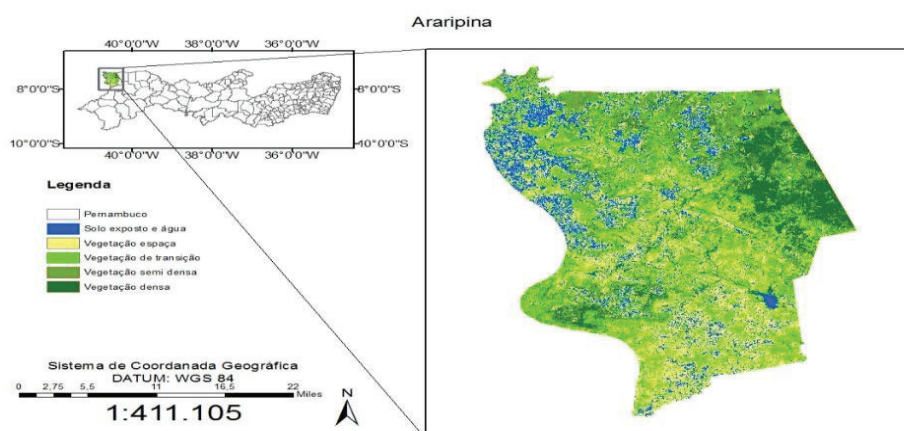 Araripina
40°0'0"W 38°0'0"W 36°0'0"W
8°0'0"S 8°0'0"S
10°0'0"S 10°0'0"S
40°0'0"W 38°0'0"W 36°0'0"W
Legenda
Pernambuco
Solo exposto e água
Vegetação espaça
Vegetação de transição
Vegetação semi densa
Vegetação densa
Sistema de Coordanada Geográfica
DATUM: WGS 84
0 2,75 5,5 11 16,5 22
Miles
1:411.105
N